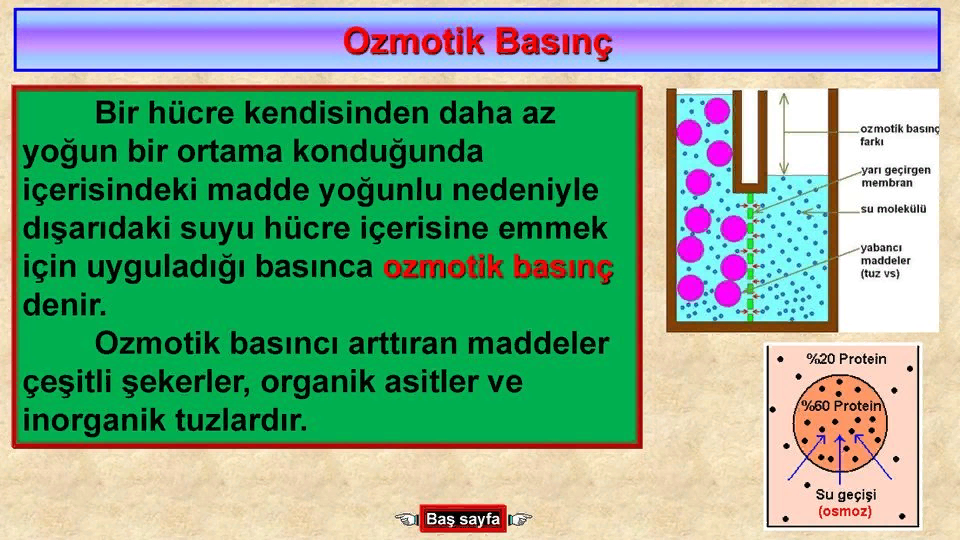 Ozmotik Basınç
Bir hücre kendisinden daha az
yoğun bir ortama konduğunda
içerisindeki madde yoğunlu nedeniyle
dışarıdaki suyu hücre içerisine emmek
için uyguladığı basınca ozmotik basınç
denir.
Ozmotik basıncı arttıran maddeler
çeşitli şekerler, organik asitler ve
inorganik tuzlardır.
ozmotik basınç
farkı
yarı geçirgen
membran
su molekülü
yabancı
maddeler
(tuz vs)
%20 Protein
%60 Protein
Su geçişi
(osmoz)
Baş sayfa